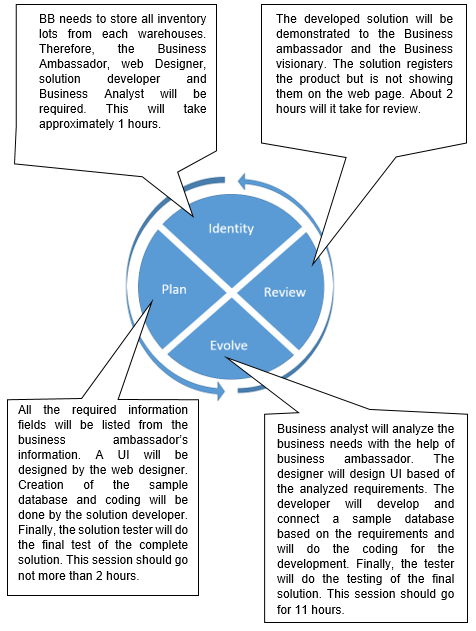 BB needs to store all inventory
lots from each warehouses.
Therefore, the Business
Ambassador, web Designer,
solution developer and
Business Analyst will be
required. This will take
approximately 1 hours.
The developed solution will be
demonstrated to the Business
ambassador and the Business
visionary. The solution registers
the product but is not showing
them on the web page. About 2
hours will it take for review.
Identity
Plan
Review
Evolve
All the required information
fields will be listed from the
business ambassador's
information. A UI will be
designed by the web designer.
Creation of the sample
database and coding will be
done by the solution developer.
Finally, the solution tester will do
the final test of the complete
solution. This session should go
not more than 2 hours.
Business analyst will analyze the
business needs with the help of
business ambassador. The
designer will design UI based of
the analyzed requirements. The
developer will develop and
connect a sample database
based on the requirements and
will do the coding for the
development. Finally, the tester
will do the testing of the final
solution. This session should go
for 11 hours.